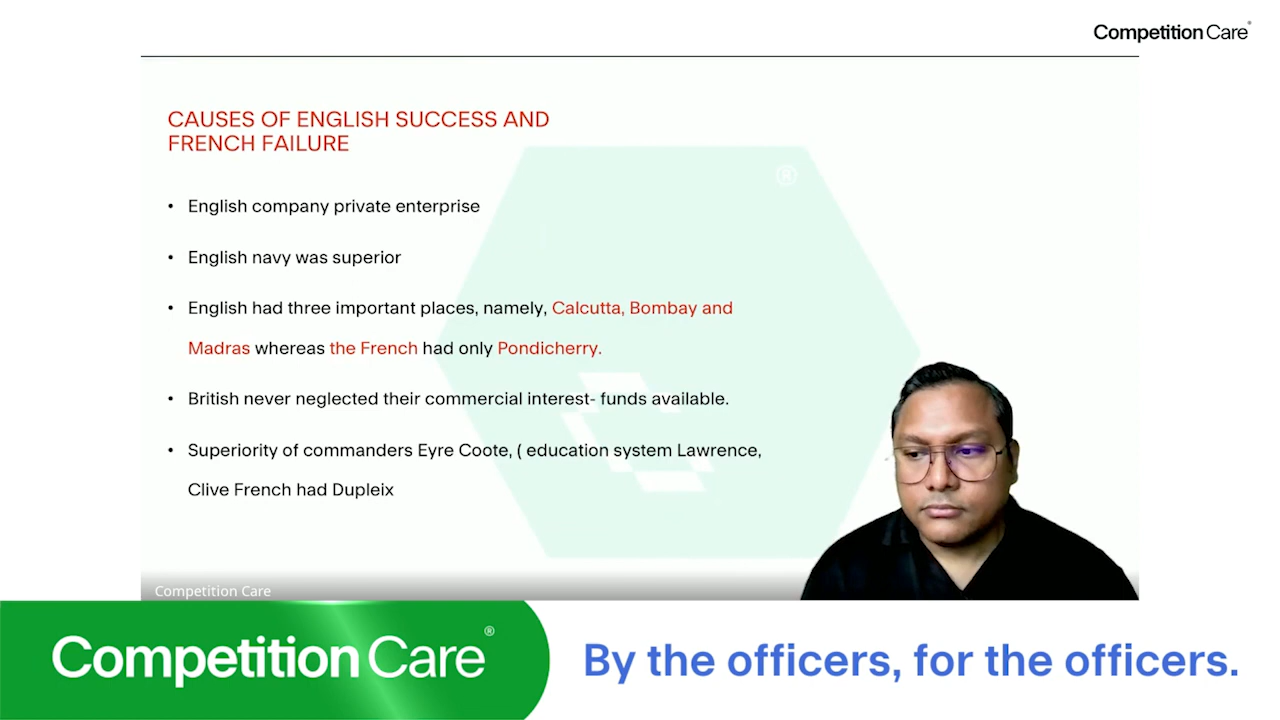 Competition Care®
CAUSES OF ENGLISH SUCCESS AND
FRENCH FAILURE
®
• English company private enterprise
• English navy was superior
• English had three important places, namely, Calcutta, Bombay and
Madras whereas the French had only Pondicherry.
• British never neglected their commercial interest- funds available.
• Superiority of commanders Eyre Coote, ( education system Lawrence,
Clive French had Dupleix
Competition Care
Competition Care®
By the officers, for the officers.